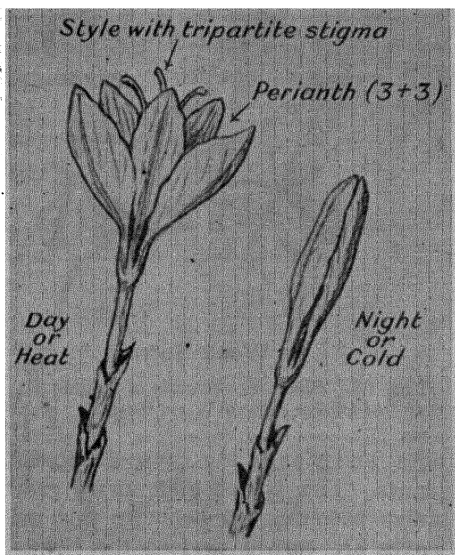 Style with tripartite stigma
Perianth (3+3)
Day
or
Heat
Night
or
Cold